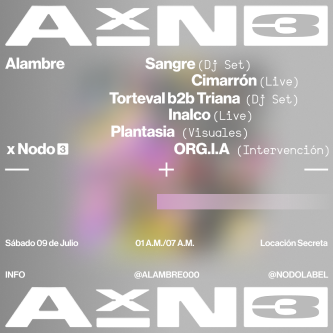 AxN3
Alambre
Sangre (Dj Set)
Cimarrón (Live)
Torteval b2b Triana (Dj Set)
Inalco (Live)
Plantasia (Visuales)
x Nodo 3
ORG.I.A (Intervención)
Sábado 09 de Julio 01 A.M./07 A.M. Locación Secreta
INFO @ALAMBRE000 @NODOLABEL
AxN3